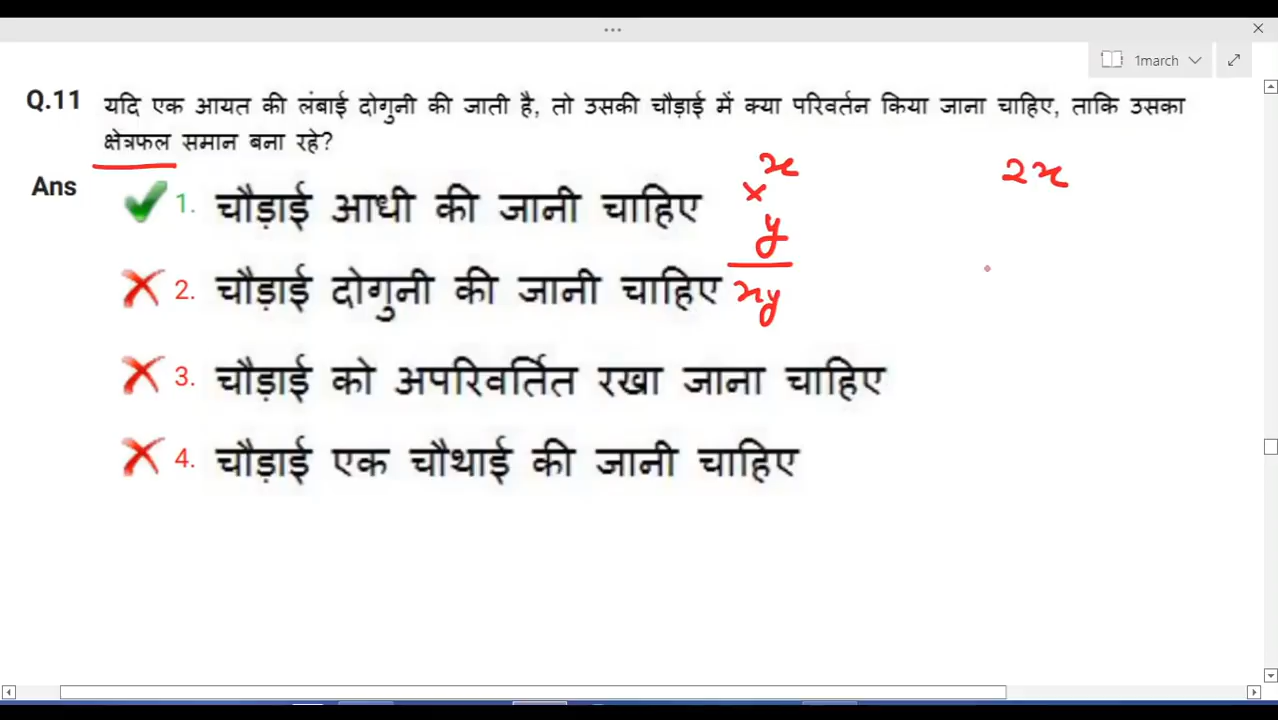 ...
1march
Q.11 यदि एक आयत की लंबाई दोगुनी की जाती है, तो उसकी चौड़ाई में क्या परिवर्तन किया जाना चाहिए, ताकि उसका
क्षेत्रफल समान बना रहे?
Ans
1. चौड़ाई आधी की जानी चाहिए
2. चौड़ाई दोगुनी की जानी चाहिए
3. चौड़ाई को अपरिवर्तित रखा जाना चाहिए
4. चौड़ाई एक चौथाई की जानी चाहिए
x
× y
xy
2x